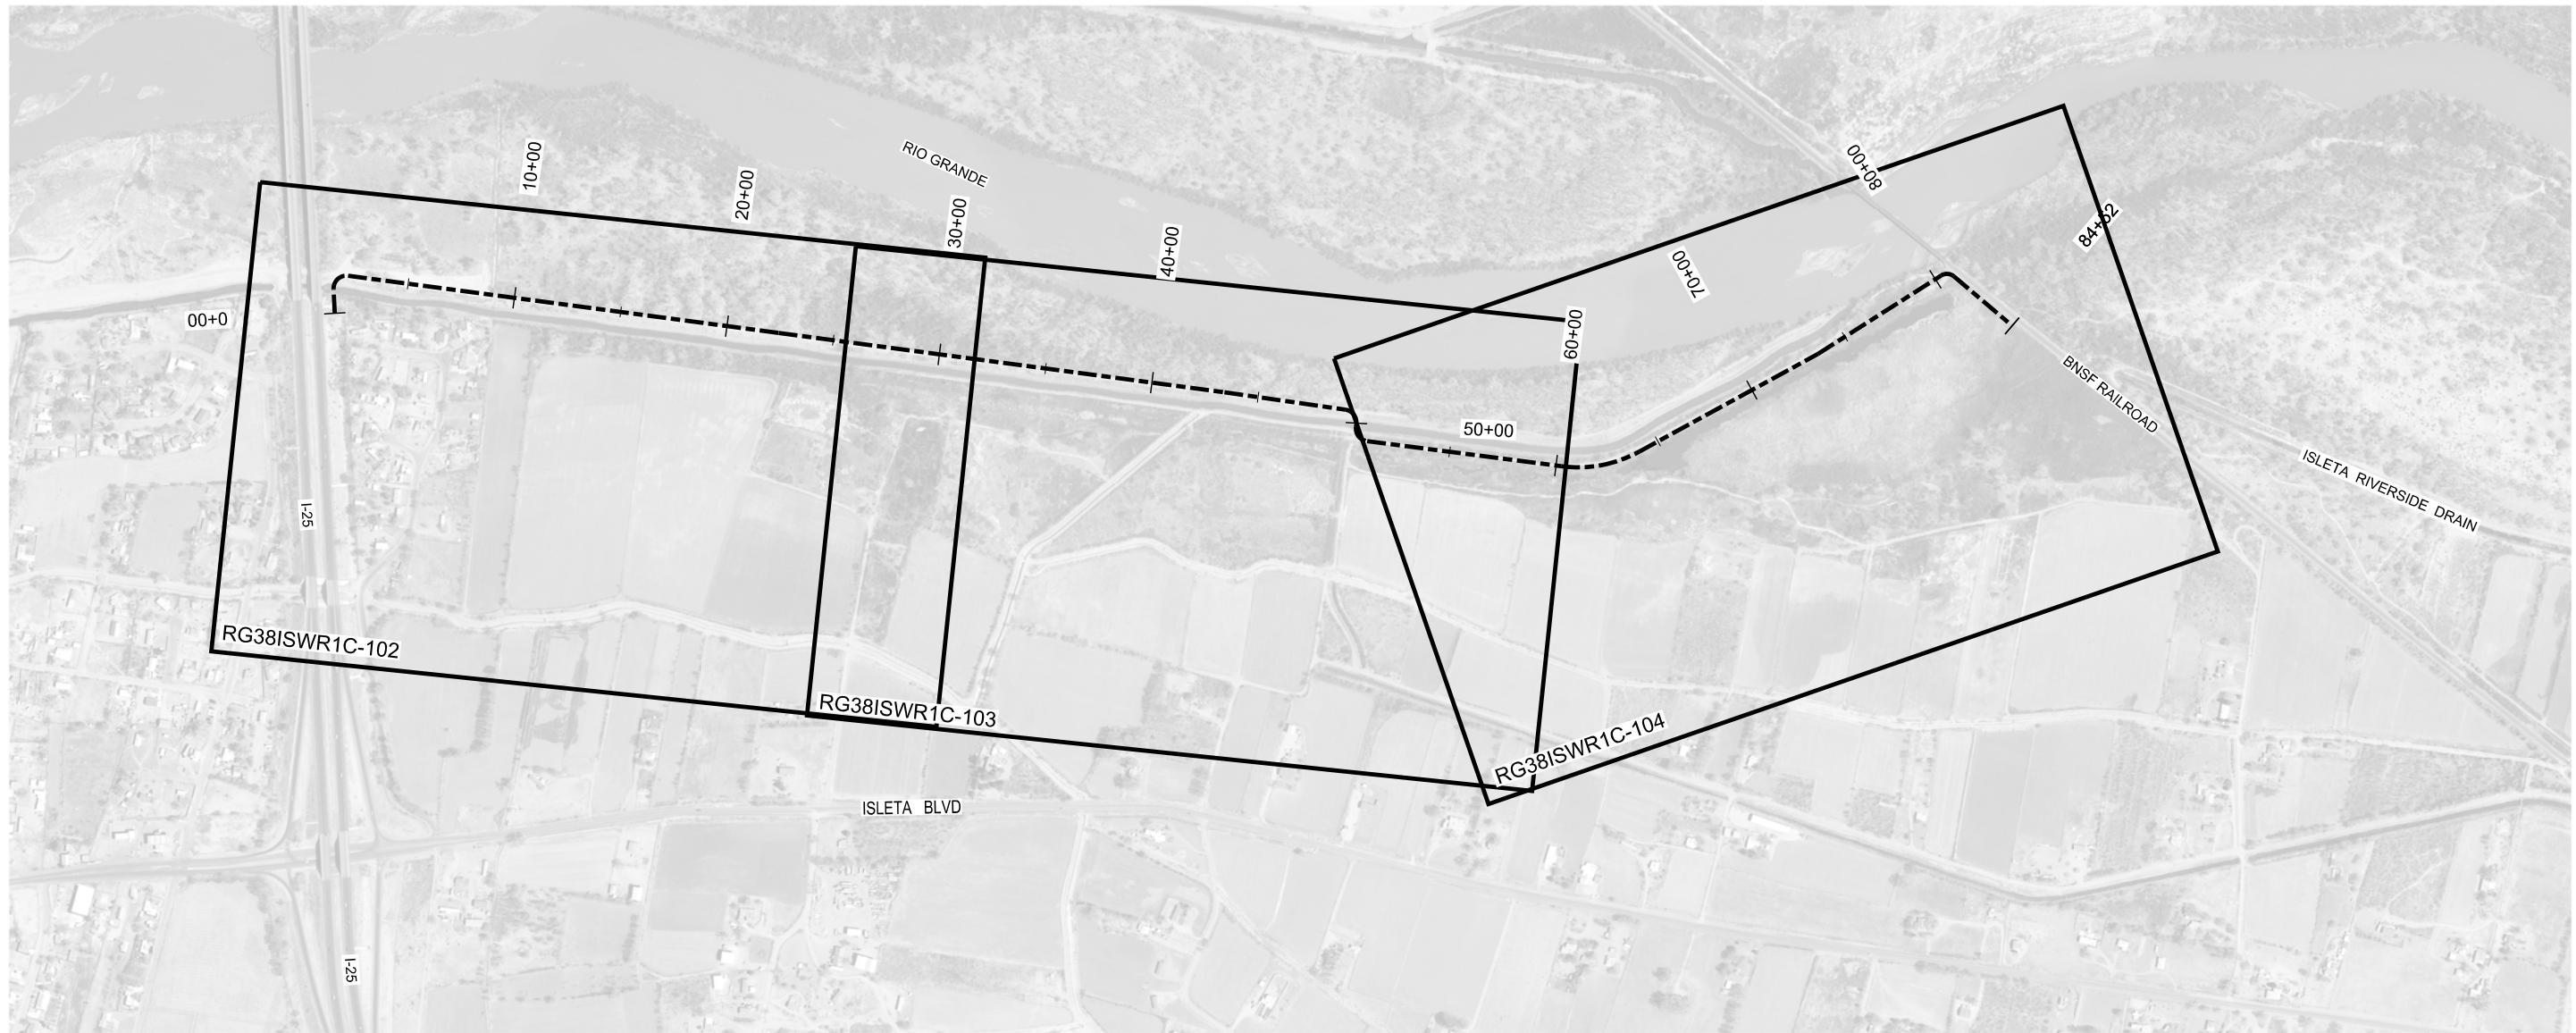 10+00
20+00
RIO GRANDE
30+00
40+00
00+0
60+00
70+00
80+00
84+62
50+00
BNSF RAILROAD
ISLETA RIVERSIDE DRAIN
I-25
RG38ISWR1C-102
RG38ISWR1C-103
RG38ISWR1C-104
ISLETA BLVD
I-25